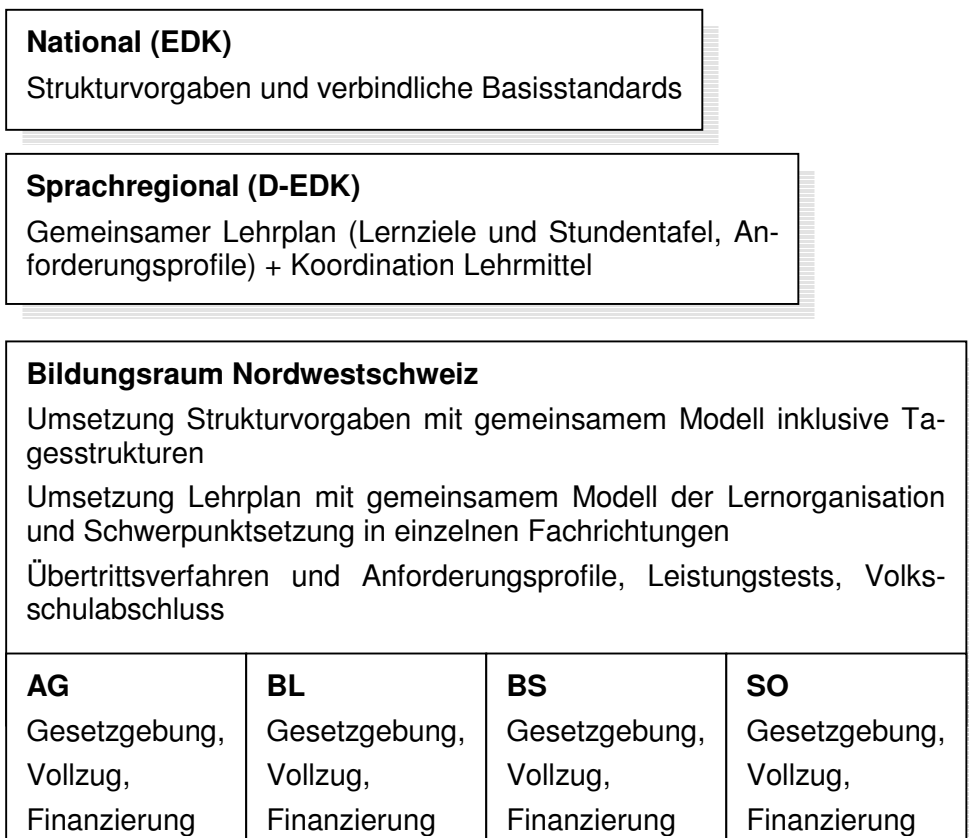 National (EDK)
Strukturvorgaben und verbindliche Basisstandards
Sprachregional (D-EDK)
Gemeinsamer Lehrplan (Lernziele und Stundentafel, An-
forderungsprofile) + Koordination Lehrmittel
Bildungsraum Nordwestschweiz
Umsetzung Strukturvorgaben mit gemeinsamem Modell inklusive Ta-
gesstrukturen
Umsetzung Lehrplan mit gemeinsamem Modell der Lernorganisation
und Schwerpunktsetzung in einzelnen Fachrichtungen
Übertrittsverfahren und Anforderungsprofile, Leistungstests, Volks-
schulabschluss
AG
Gesetzgebung,
Vollzug,
Finanzierung
BL
Gesetzgebung,
Vollzug,
Finanzierung
BS
Gesetzgebung,
Vollzug,
Finanzierung
SO
Gesetzgebung,
Vollzug,
Finanzierung